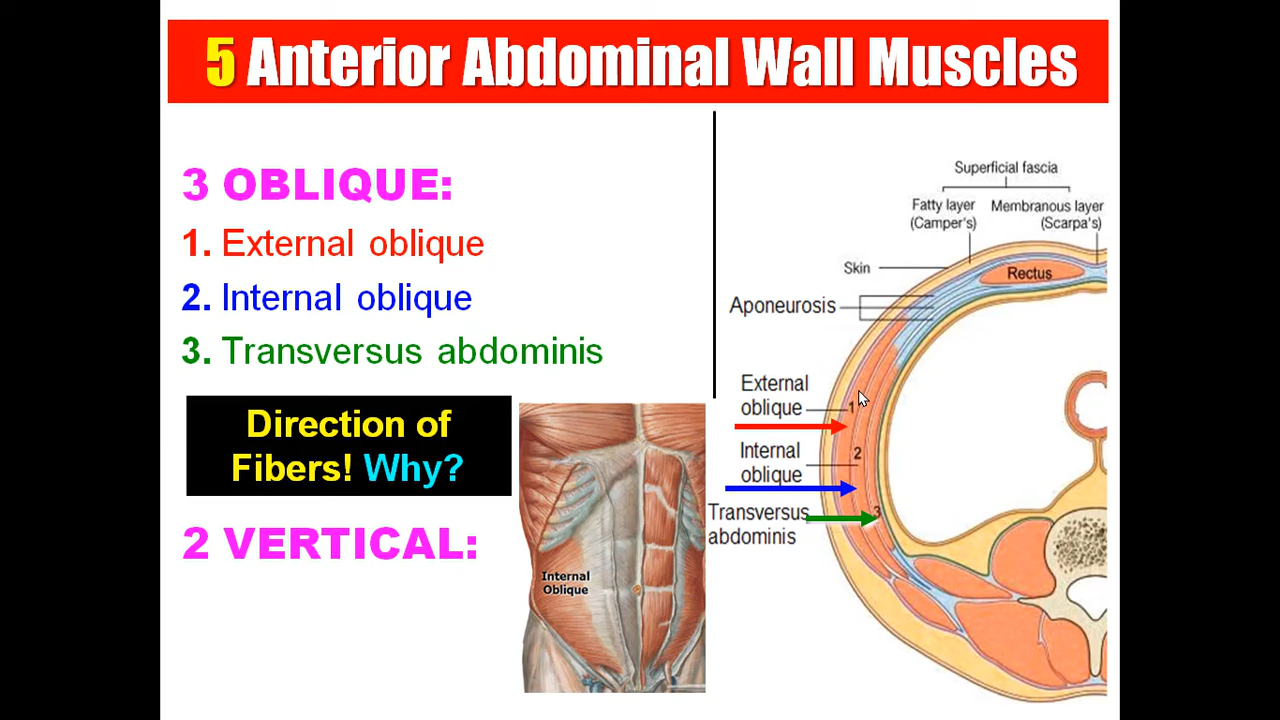 5 Anterior Abdominal Wall Muscles
3 OBLIQUE:
1. External oblique
2. Internal oblique
3. Transversus abdominis
Direction of
Fibers! Why?
2 VERTICAL:
Internal
Oblique
Superficial fascia
Fatty layer
(Camper's)
Membranous layer
(Scarpa's)
Skin
Rectus
Aponeurosis
External
oblique
1
Internal
oblique
2
Transversus
abdominis
3